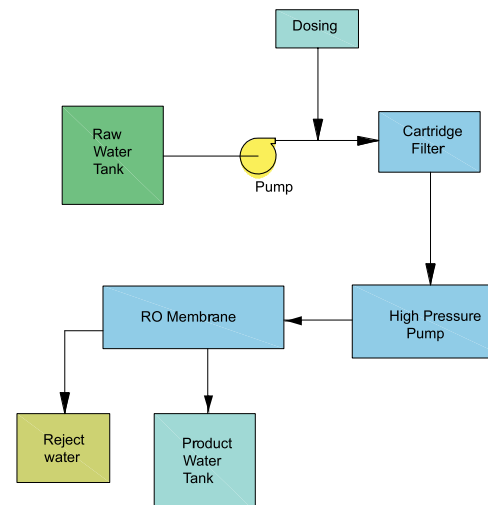 Dosing
Raw
Water
Tank
Pump
Cartridge
Filter
RO Membrane
High Pressure
Pump
Reject
water
Product
Water
Tank